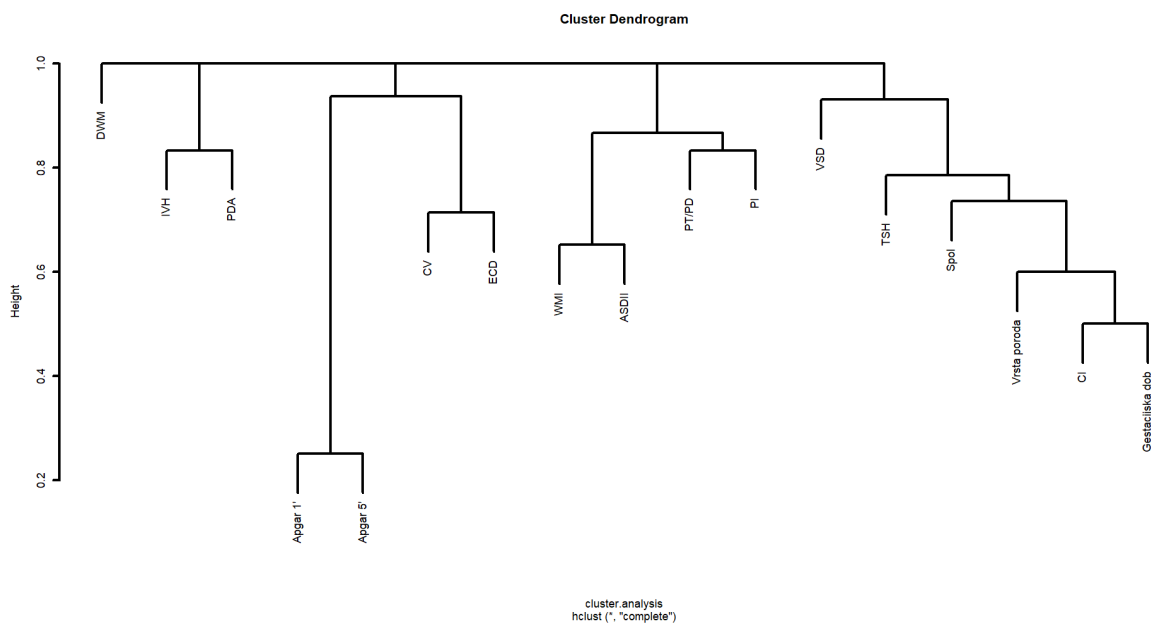 Cluster Dendrogram
Height
1.0
0.8
0.6
0.4
0.2
DWM
IVH
PDA
Apgar 1'
Apgar 5'
CV
ECD
WMI
ASDII
PT/PD
PI
VSD
TSH
Spol
Vrsta poroda
CI
Gestacijska dob
cluster.analysis
hclust (*, "complete")